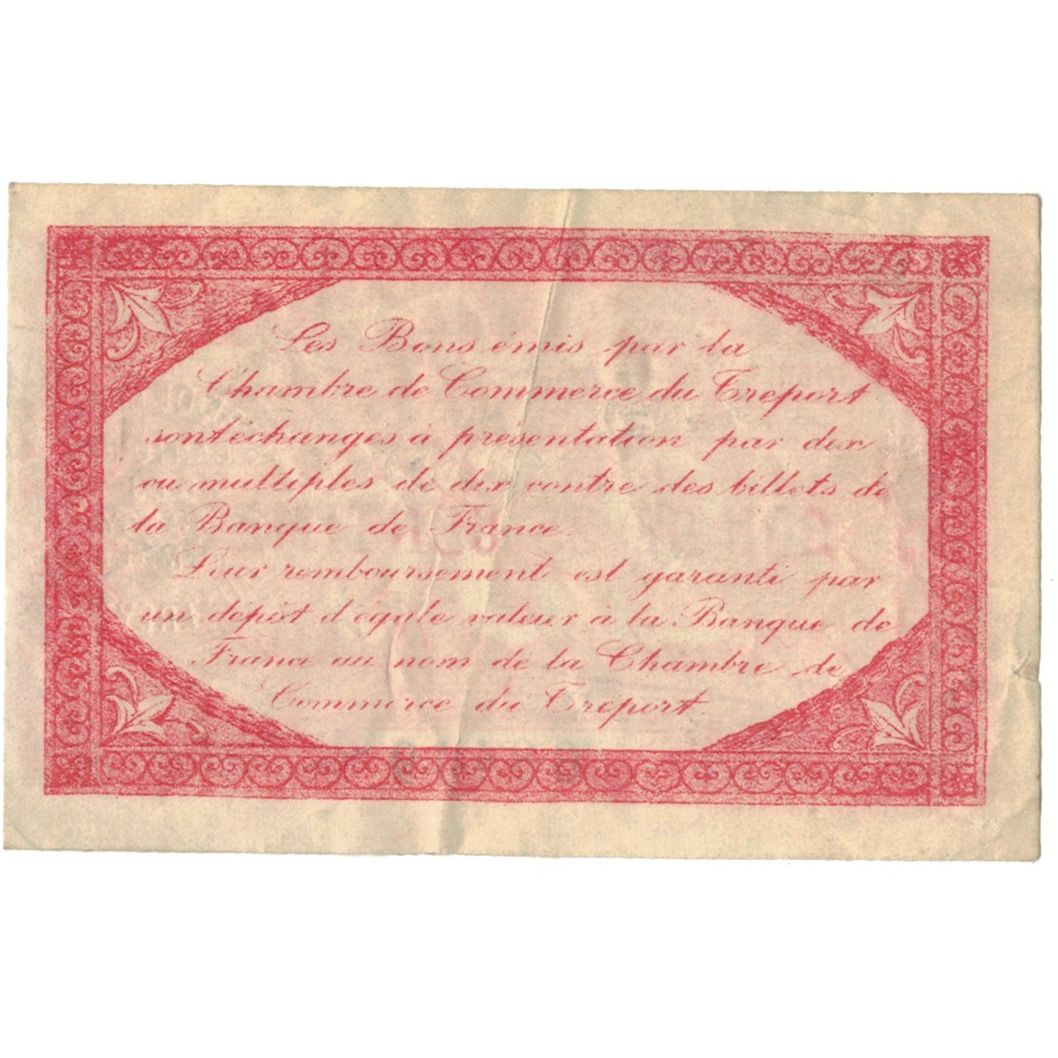 Les Bons émis par la
Chambre de Commerce du Tréport
sont échangés à présentation par dix
ou multiples de dix contre des billets de
la Banque de France.
Leur remboursement est garanti par
un dépôt d'égale valeur à la Banque de
France au nom de la Chambre de
Commerce du Tréport.